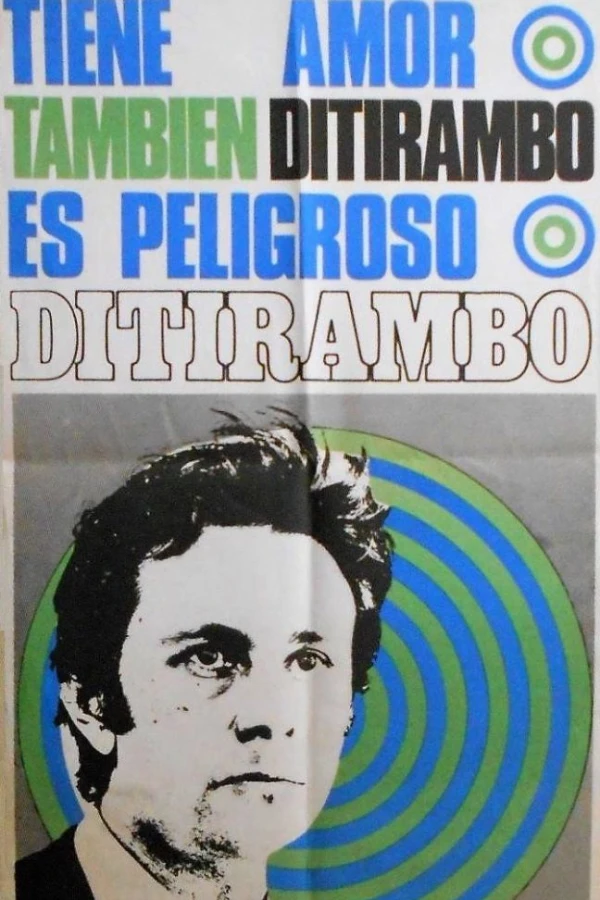 TIENE AMOR
TAMBIEN DITIRAMBO
ES PELIGROSO
DITIRAMBO